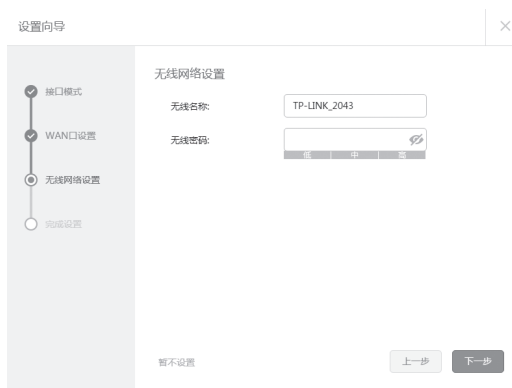 设置向导
接口模式
WAN口设置
无线网络设置
完成设置
无线网络设置
无线名称: TP-LINK_2043
无线密码:
低 中 高
暂不设置 上一步 下一步